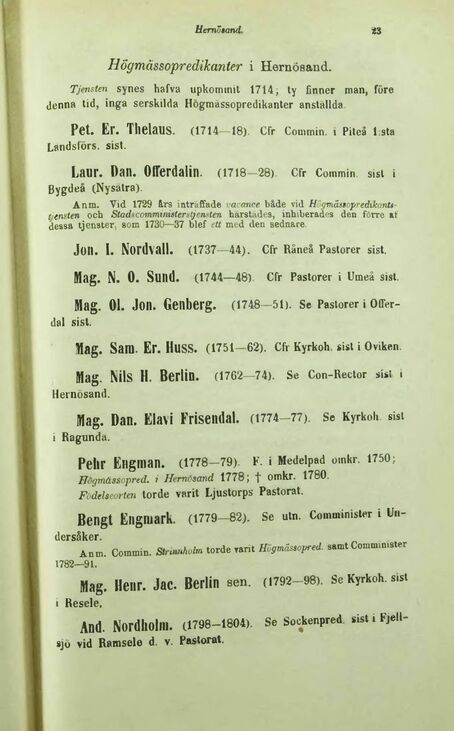 Hernösand. 23
Högmässopredikanter i Hernösand.
Tjensten synes hafva upkommit 1714; ty finner man, före
denna tid, inga serskilda Högmässopredikanter anställda.
Pet. Er. Thelaus. (1714—18). Cfr Commin. i Piteå l:sta
Landsförs. sist.
Laur. Dan. Offerdalin. (1718—28). Cfr Commin. sist i
Bygdeå (Nysätra).
Anm. Vid 1729 års inträffade vacance både vid Högmässopredikants-
tjensten och Stadscomministerstjensten härstädes, inhiberades den förre af
dessa tjenster, som 1730—37 blef ett med den sednare.
Jon. I. Nordvall. (1737—44). Cfr Råneå Pastorer sist.
Mag. N. O. Sund. (1744—48). Cfr Pastorer i Umeå sist.
Mag. Ol. Jon. Genberg. (1748—51). Se Pastorer i Offer-
dal sist.
Mag. Sam. Er. Huss. (1751—62). Cfr Kyrkoh. sist i Oviken.
Mag. Nils H. Berlin. (1762—74). Se Con-Rector sist i
Hernösand.
Mag. Dan. Elavi Frisendal. (1774—77). Se Kyrkoh. sist
i Ragunda.
Pehr Engman. (1778—79). F. i Medelpad omkr. 1750;
Högmässopred. i Hernösand 1778; † omkr. 1780.
Födelseorten torde varit Ljustorps Pastorat.
Bengt Engmark. (1779—82). Se utn. Comminister i Un-
dersåker.
Anm. Commin. Strinnholm torde varit Högmässopred. samt Comminister
1782—91.
Mag. Henr. Jac. Berlin sen. (1792—98). Se Kyrkoh. sist
i Resele.
And. Nordholm. (1798—1804). Se Sockenpred. sist i Fjell-
sjö vid Ramsele d. v. Pastorat.